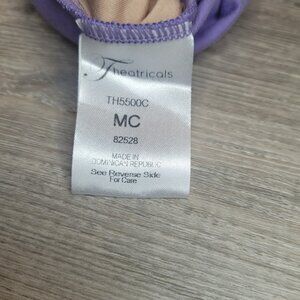 Theatricals
TH5500C
MC
82528
MADE IN
DOMINICAN REPUBLIC
See Reverse Side
For Care